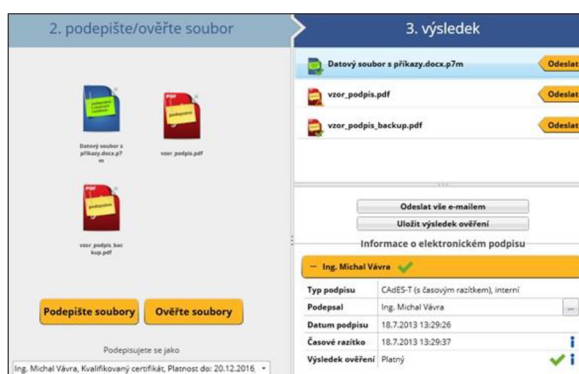 2. podepište/ověřte soubor
Datový soubor s
příkazy.docx.p7
m
vzor_podpis.pdf
PDF
vzor_podpis_bac
kup.pdf
Podepište soubory
Ověřte soubory
Podepisujete se jako
Ing. Michal Vávra, Kvalifikovaný certifikát, Platnost do: 20.12.2016,
3. výsledek
Datový soubor s příkazy.docx.p7m
Odeslat
vzor_podpis.pdf
Odeslat
vzor_podpis_backup.pdf
Odeslat
Odeslat vše e-mailem
Uložit výsledek ověření
Informace o elektronickém podpisu
– Ing. Michal Vávra
Typ podpisu CAdES-T (s časovým razítkem), interní
Podepsal Ing. Michal Vávra ...
Datum podpisu 18.7.2013 13:29:26
Časové razítko 18.7.2013 13:29:37
Výsledek ověření Platný